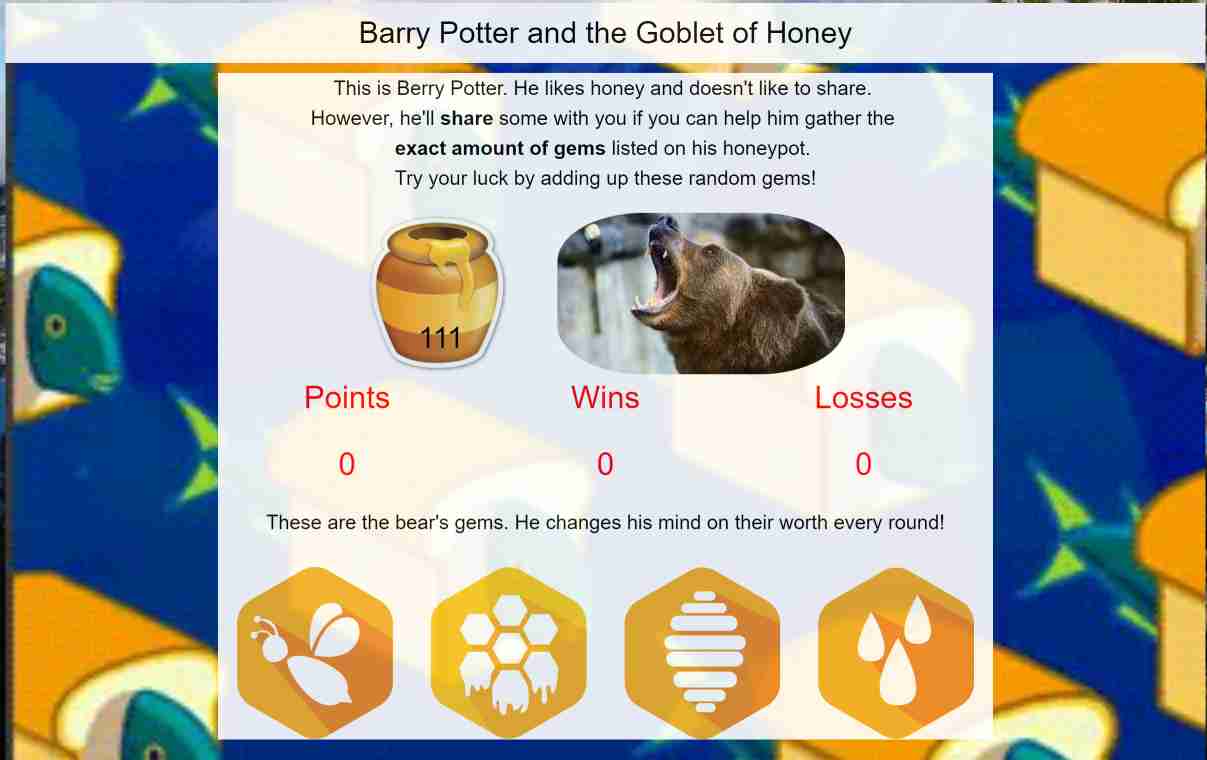 Barry Potter and the Goblet of Honey
This is Berry Potter. He likes honey and doesn't like to share.
However, he'll share some with you if you can help him gather the
exact amount of gems listed on his honeypot.
Try your luck by adding up these random gems!
111
Points Wins Losses
0 0 0
These are the bear's gems. He changes his mind on their worth every round!